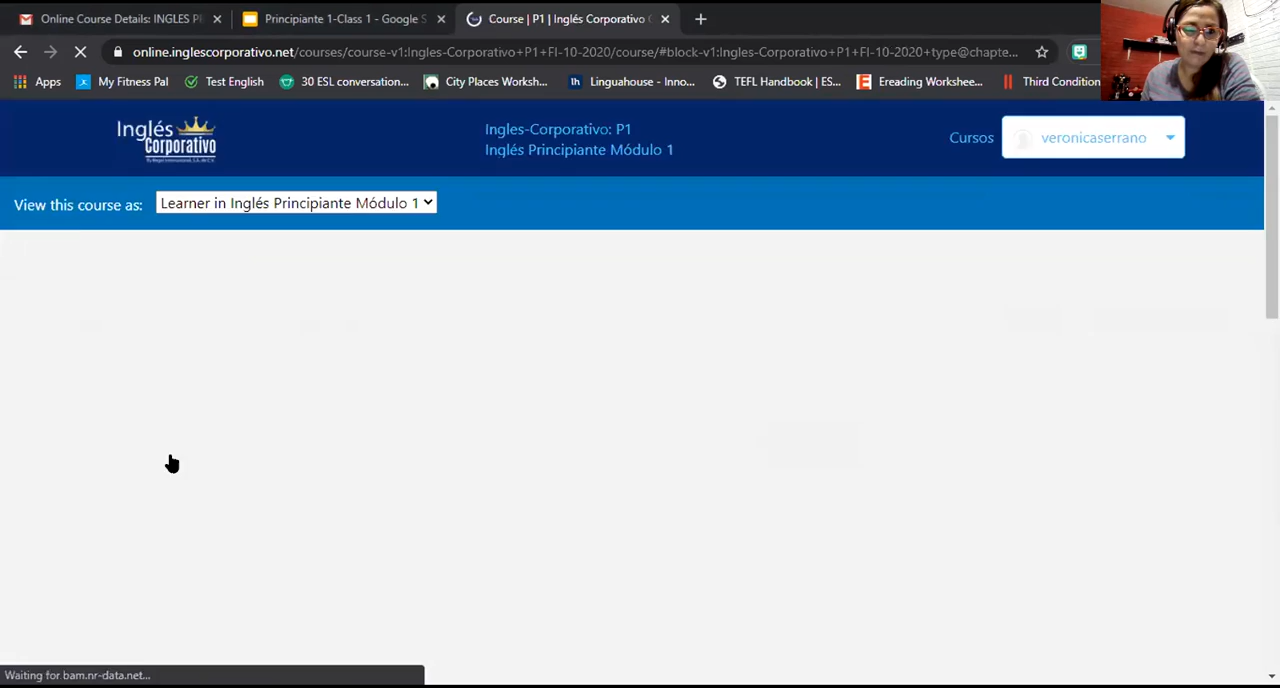 Online Course Details: INGLES P
Principiante 1-Class 1 - Google S
Course | P1 | Inglés Corporativo
online.inglescorporativo.net/courses/course-v1:Ingles-Corporativo+P1+FI-10-2020/course/#block-v1:Ingles-Corporativo+P1+FI-10-2020+type@chapte...
Apps My Fitness Pal Test English 30 ESL conversation... City Places Worksh... Linguahouse - Inno... TEFL Handbook | ES... Ereading Workshee... Third Condition
Inglés
Corporativo
Ingles-Corporativo: P1
Inglés Principiante Módulo 1
Cursos veronicaserrano
View this course as: Learner in Inglés Principiante Módulo 1
Waiting for bam.nr-data.net...